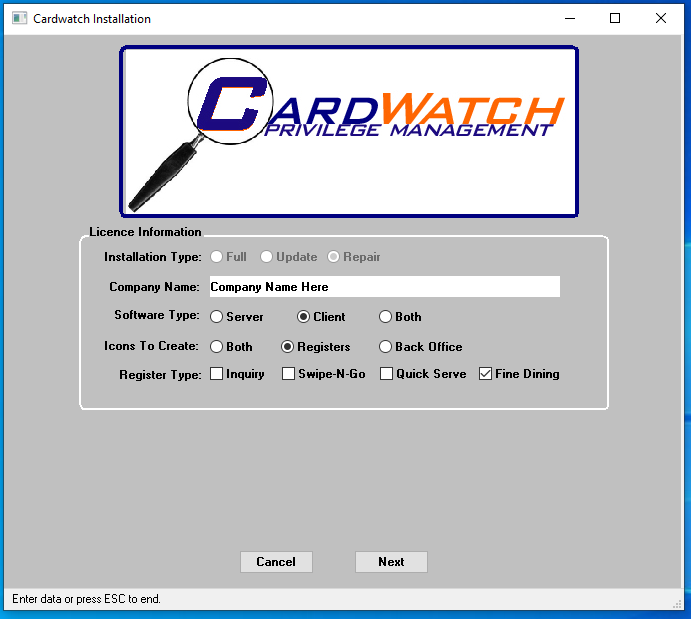 Cardwatch Installation
CARDWATCH
PRIVILEGE MANAGEMENT
Licence Information
Installation Type: Full Update Repair
Company Name: Company Name Here
Software Type: Server Client Both
Icons To Create: Both Registers Back Office
Register Type: Inquiry Swipe-N-Go Quick Serve Fine Dining
Cancel Next
Enter data or press ESC to end.